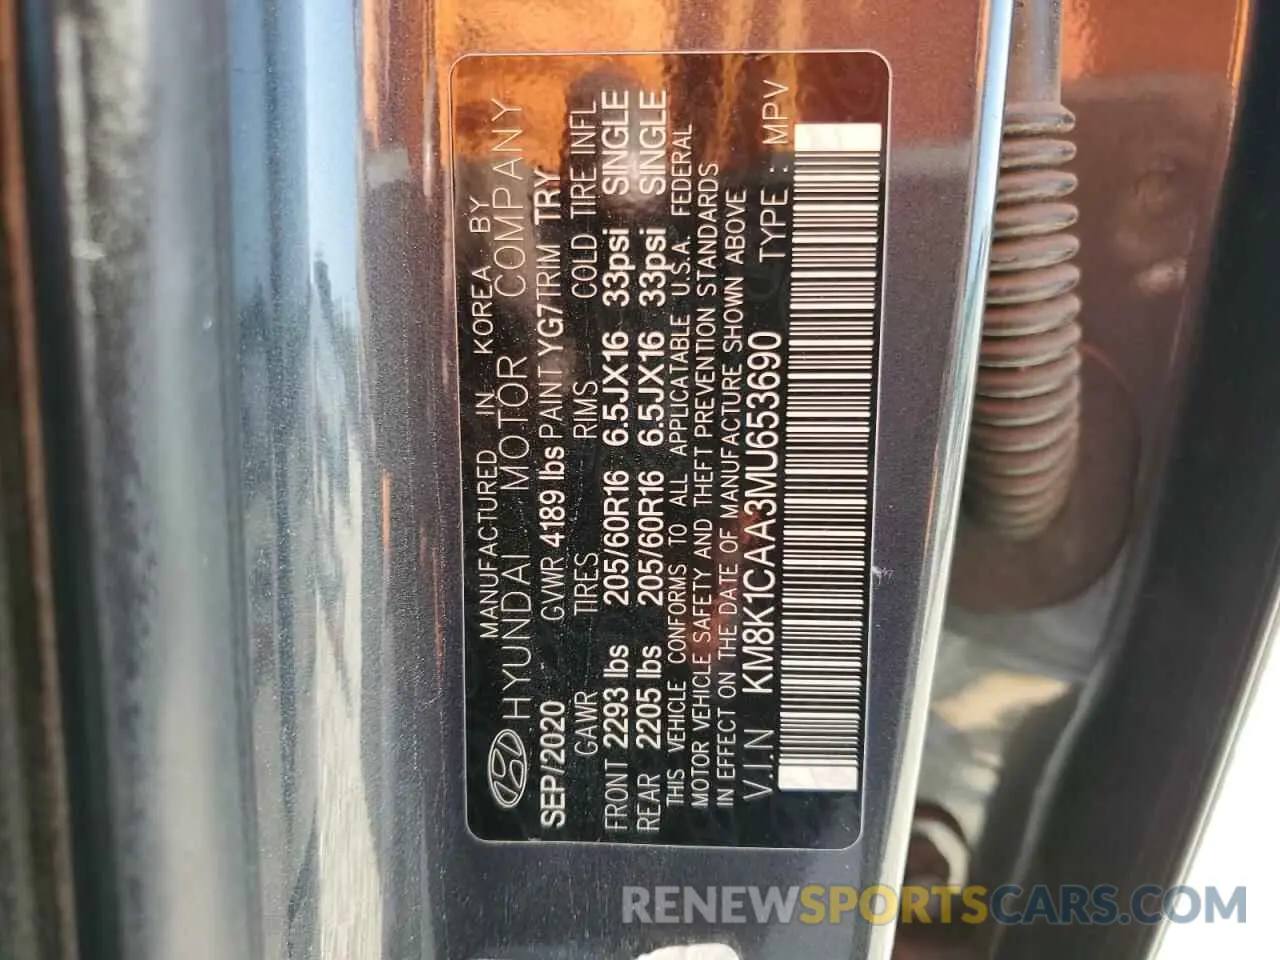 MANUFACTURED IN KOREA BY
HYUNDAI MOTOR COMPANY
SEP/2020 GVWR 4189 lbs PAINT YG7 TRIM TRY
GAWR TIRES RIMS COLD TIRE INFL
FRONT 2293 lbs 205/60R16 6.5JX16 33psi SINGLE
REAR 2205 lbs 205/60R16 6.5JX16 33psi SINGLE
THIS VEHICLE CONFORMS TO ALL APPLICATABLE U.S.A. FEDERAL
MOTOR VEHICLE SAFETY AND THEFT PREVENTION STANDARDS
IN EFFECT ON THE DATE OF MANUFACTURE SHOWN ABOVE
V.I.N KM8K1CAA3MU653690 TYPE : MPV
RENEWSPORTSCARS.COM